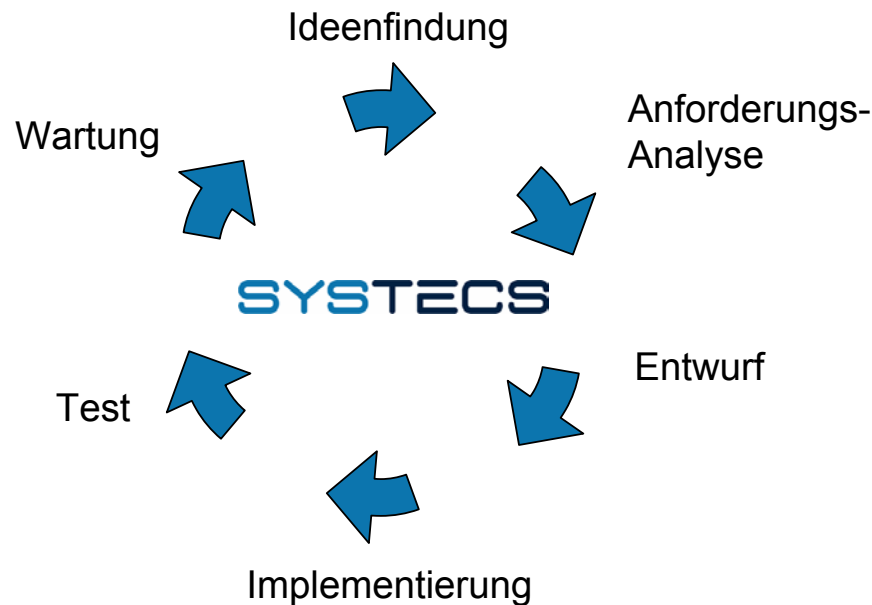 Ideenfindung
Anforderungs-
Analyse
Wartung
SYSTECS
Entwurf
Test
Implementierung